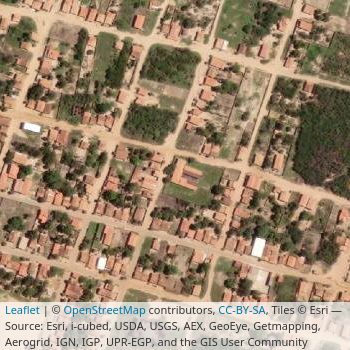 Leaflet | © OpenStreetMap contributors, CC-BY-SA, Tiles © Esri —
Source: Esri, i-cubed, USDA, USGS, AEX, GeoEye, Getmapping,
Aerogrid, IGN, IGP, UPR-EGP, and the GIS User Community